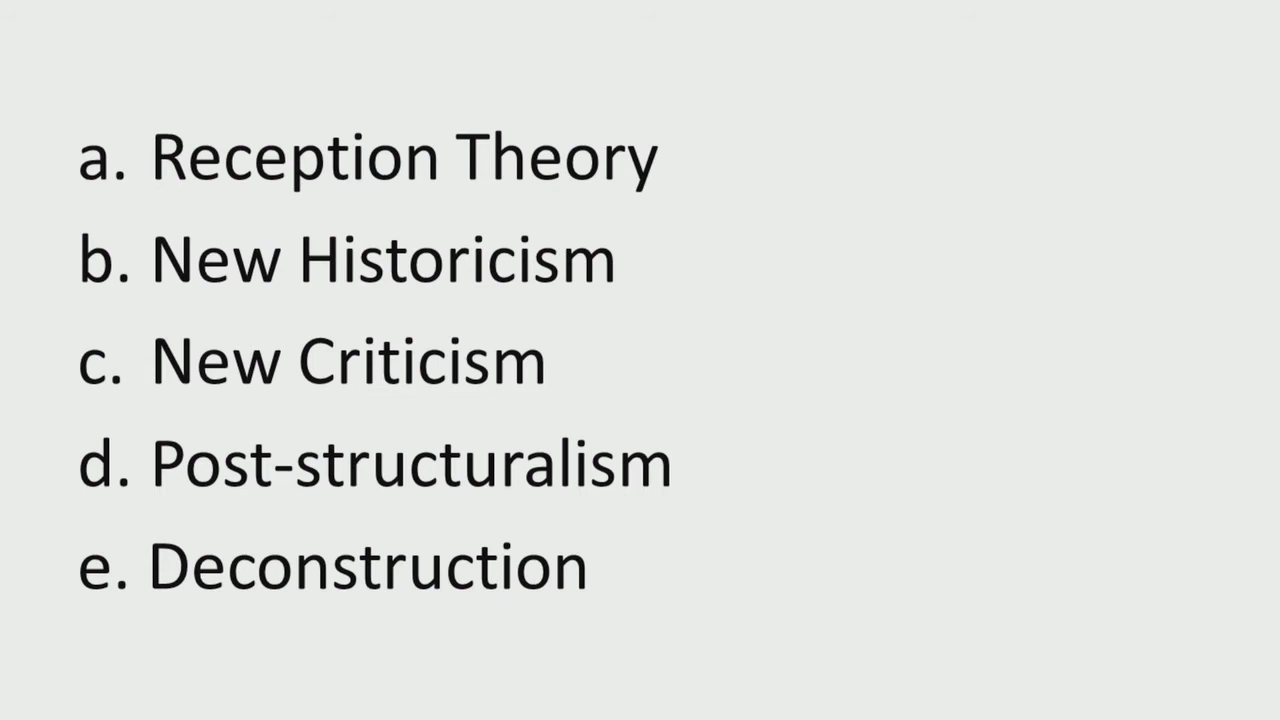 a. Reception Theory
b. New Historicism
c. New Criticism
d. Post-structuralism
e. Deconstruction